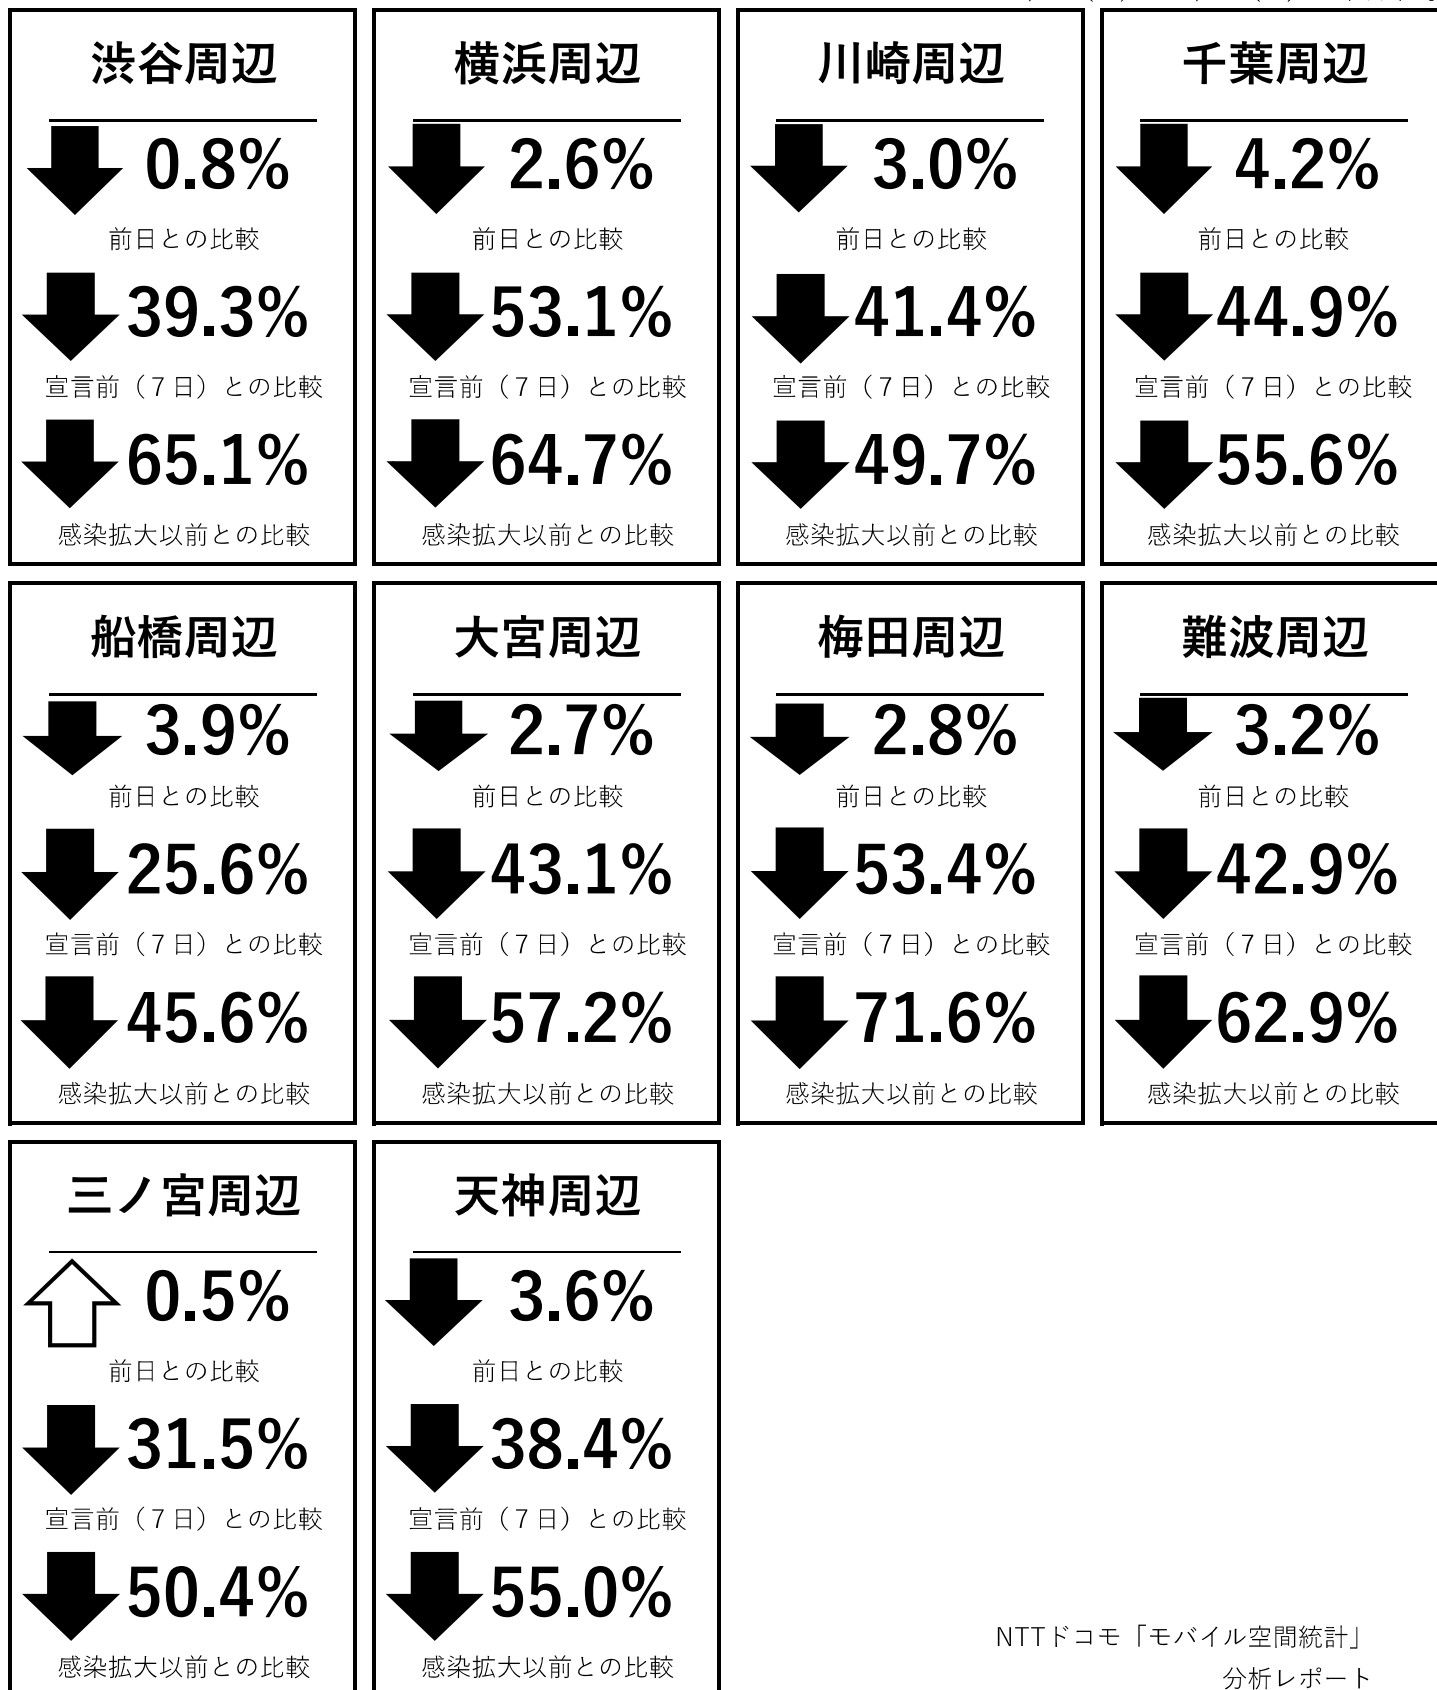 渋谷周辺
0.8%
前日との比較
39.3%
宣言前（７日）との比較
65.1%
感染拡大以前との比較
横浜周辺
2.6%
前日との比較
53.1%
宣言前（７日）との比較
64.7%
感染拡大以前との比較
川崎周辺
3.0%
前日との比較
41.4%
宣言前（７日）との比較
49.7%
感染拡大以前との比較
千葉周辺
4.2%
前日との比較
44.9%
宣言前（７日）との比較
55.6%
感染拡大以前との比較
船橋周辺
3.9%
前日との比較
25.6%
宣言前（７日）との比較
45.6%
感染拡大以前との比較
大宮周辺
2.7%
前日との比較
43.1%
宣言前（７日）との比較
57.2%
感染拡大以前との比較
梅田周辺
2.8%
前日との比較
53.4%
宣言前（７日）との比較
71.6%
感染拡大以前との比較
難波周辺
3.2%
前日との比較
42.9%
宣言前（７日）との比較
62.9%
感染拡大以前との比較
三ノ宮周辺
0.5%
前日との比較
31.5%
宣言前（７日）との比較
50.4%
感染拡大以前との比較
天神周辺
3.6%
前日との比較
38.4%
宣言前（７日）との比較
55.0%
感染拡大以前との比較
NTTドコモ「モバイル空間統計」
分析レポート